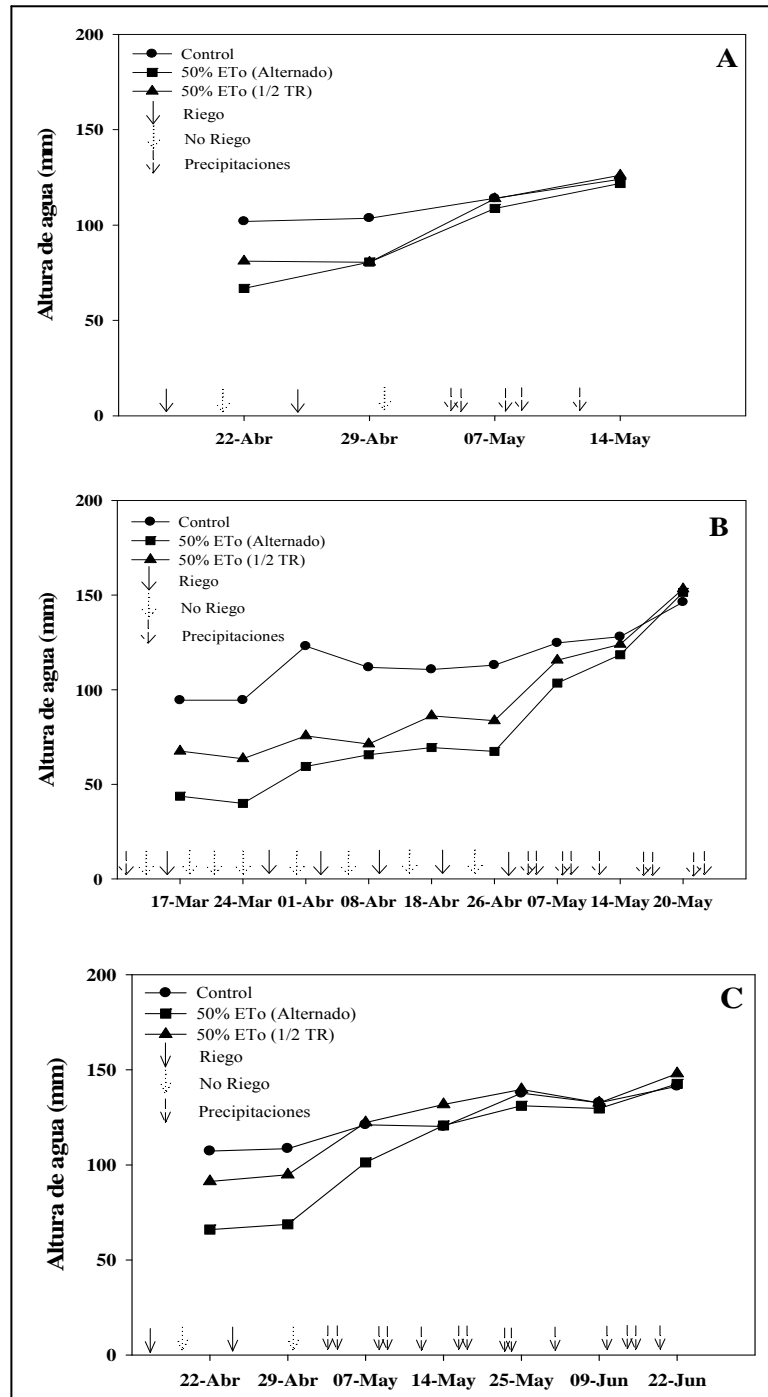 A
Control
50% ETo (Alternado)
50% ETo (1/2 TR)
Riego
No Riego
Precipitaciones
Altura de agua (mm)
200
150
100
50
0
22-Abr 29-Abr 07-May 14-May
B
Control
50% ETo (Alternado)
50% ETo (1/2 TR)
Riego
No Riego
Precipitaciones
Altura de agua (mm)
200
150
100
50
0
17-Mar 24-Mar 01-Abr 08-Abr 18-Abr 26-Abr 07-May 14-May 20-May
C
Control
50% ETo (Alternado)
50% ETo (1/2 TR)
Riego
No Riego
Precipitaciones
Altura de agua (mm)
200
150
100
50
0
22-Abr 29-Abr 07-May 14-May 25-May 09-Jun 22-Jun